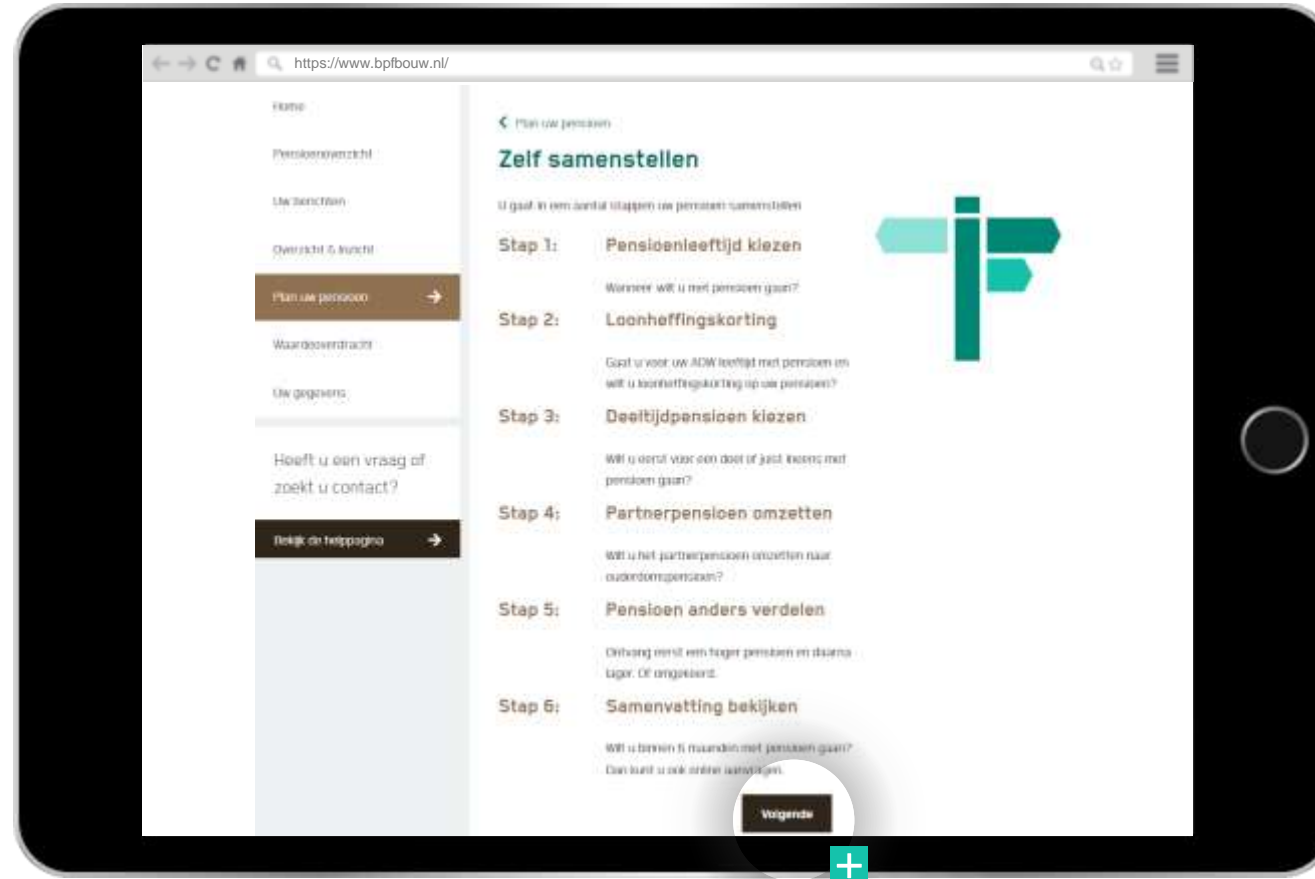 https://www.bpfbouw.nl/
Home
Pensioenoverzicht
Uw berichten
Overzicht & Inzicht
Plan uw pensioen
Waardeoverdracht
Uw gegevens
Heeft u een vraag of
zoekt u contact?
Bekijk de helppagina
Plan uw pensioen
Zelf samenstellen
U gaat in een aantal stappen uw pensioen samenstellen
Stap 1: Pensioenleeftijd kiezen
Wanneer wilt u met pensioen gaan?
Stap 2: Loonheffingskorting
Gaat u voor uw AOW leeftijd met pensioen en
wilt u loonheffingskorting op uw pensioen?
Stap 3: Deeltijdpensioen kiezen
Wilt u eerst voor een deel of juist ineens met
pensioen gaan?
Stap 4: Partnerpensioen omzetten
Wilt u het partnerpensioen omzetten naar
ouderdomspensioen?
Stap 5: Pensioen anders verdelen
Ontvang eerst een hoger pensioen en daarna
lager. Of omgekeerd.
Stap 6: Samenvatting bekijken
Wilt u binnen 6 maanden met pensioen gaan?
Dan kunt u ook online aanvragen.
Volgende